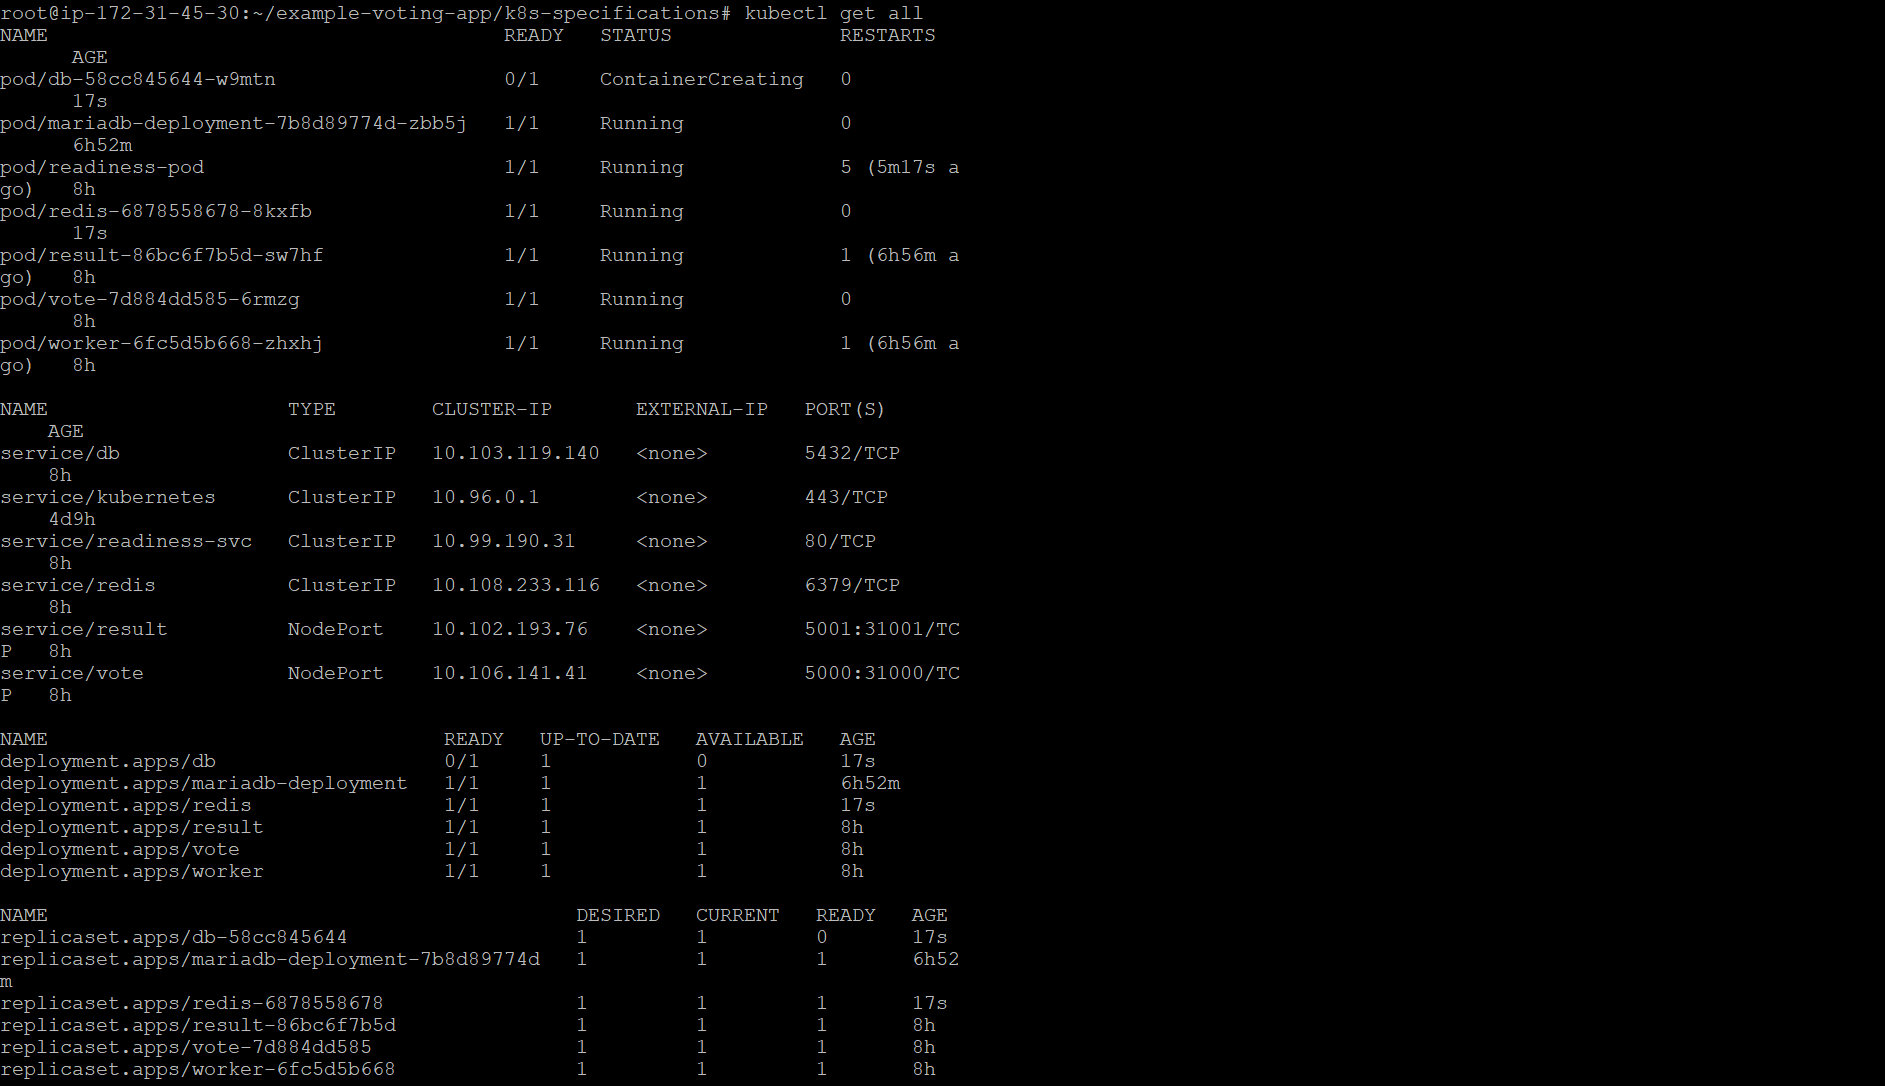 root@ip-172-31-45-30:~/example-voting-app/k8s-specifications# kubectl get all
NAME                                      READY   STATUS              RESTARTS
      AGE
pod/db-58cc845644-w9mtn                   0/1     ContainerCreating   0
      17s
pod/mariadb-deployment-7b8d89774d-zbb5j   1/1     Running             0
      6h52m
pod/readiness-pod                         1/1     Running             5 (5m17s a
go)   8h
pod/redis-6878558678-8kxfb                1/1     Running             0
      17s
pod/result-86bc6f7b5d-sw7hf               1/1     Running             1 (6h56m a
go)   8h
pod/vote-7d884dd585-6rmzg                 1/1     Running             0
      8h
pod/worker-6fc5d5b668-zhxhj               1/1     Running             1 (6h56m a
go)   8h

NAME                    TYPE        CLUSTER-IP       EXTERNAL-IP   PORT(S)
    AGE
service/db              ClusterIP   10.103.119.140   <none>        5432/TCP
    8h
service/kubernetes      ClusterIP   10.96.0.1        <none>        443/TCP
    4d9h
service/readiness-svc   ClusterIP   10.99.190.31     <none>        80/TCP
    8h
service/redis           ClusterIP   10.108.233.116   <none>        6379/TCP
    8h
service/result          NodePort    10.102.193.76    <none>        5001:31001/TC
P   8h
service/vote            NodePort    10.106.141.41    <none>        5000:31000/TC
P   8h

NAME                                 READY   UP-TO-DATE   AVAILABLE   AGE
deployment.apps/db                   0/1     1            0           17s
deployment.apps/mariadb-deployment   1/1     1            1           6h52m
deployment.apps/redis                1/1     1            1           17s
deployment.apps/result               1/1     1            1           8h
deployment.apps/vote                 1/1     1            1           8h
deployment.apps/worker               1/1     1            1           8h

NAME                                            DESIRED   CURRENT   READY   AGE
replicaset.apps/db-58cc845644                   1         1         0       17s
replicaset.apps/mariadb-deployment-7b8d89774d   1         1         1       6h52
m
replicaset.apps/redis-6878558678                1         1         1       17s
replicaset.apps/result-86bc6f7b5d               1         1         1       8h
replicaset.apps/vote-7d884dd585                 1         1         1       8h
replicaset.apps/worker-6fc5d5b668               1         1         1       8h